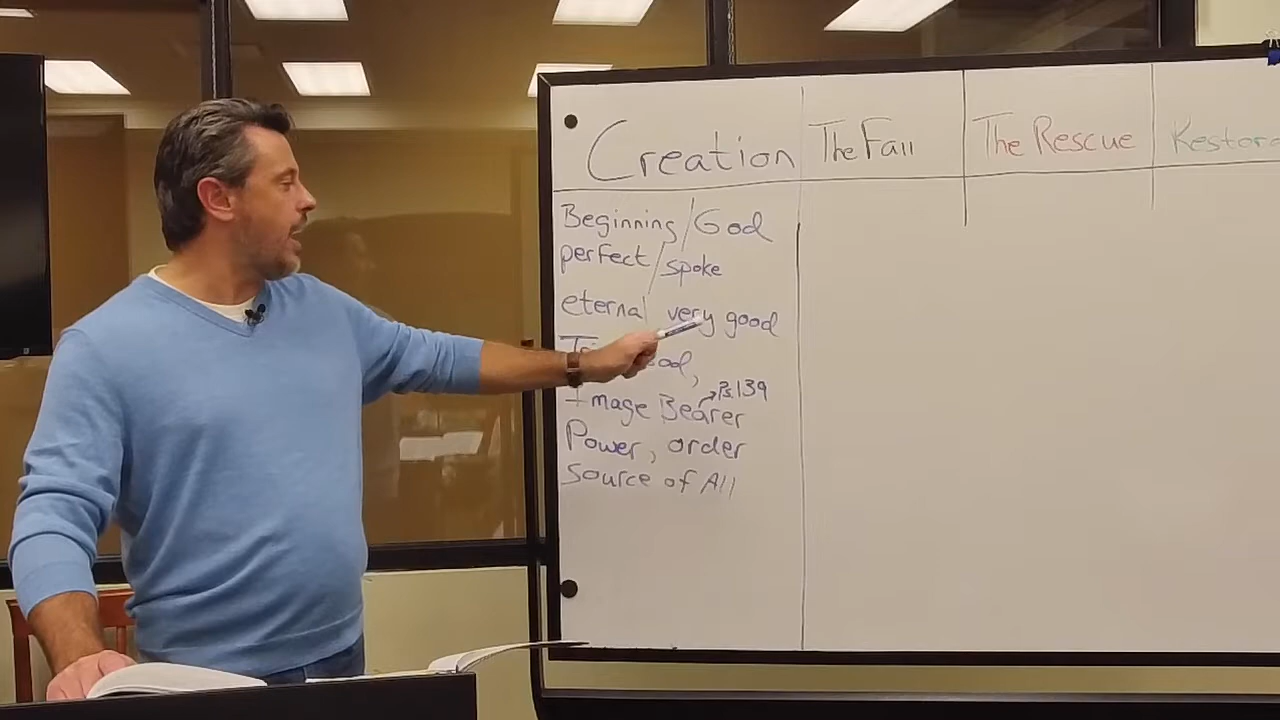 Creation The Fall The Rescue Restore
Beginning / God
perfect / spoke
eternal very good
Image Bearer → Ps. 139
Power, order
Source of All